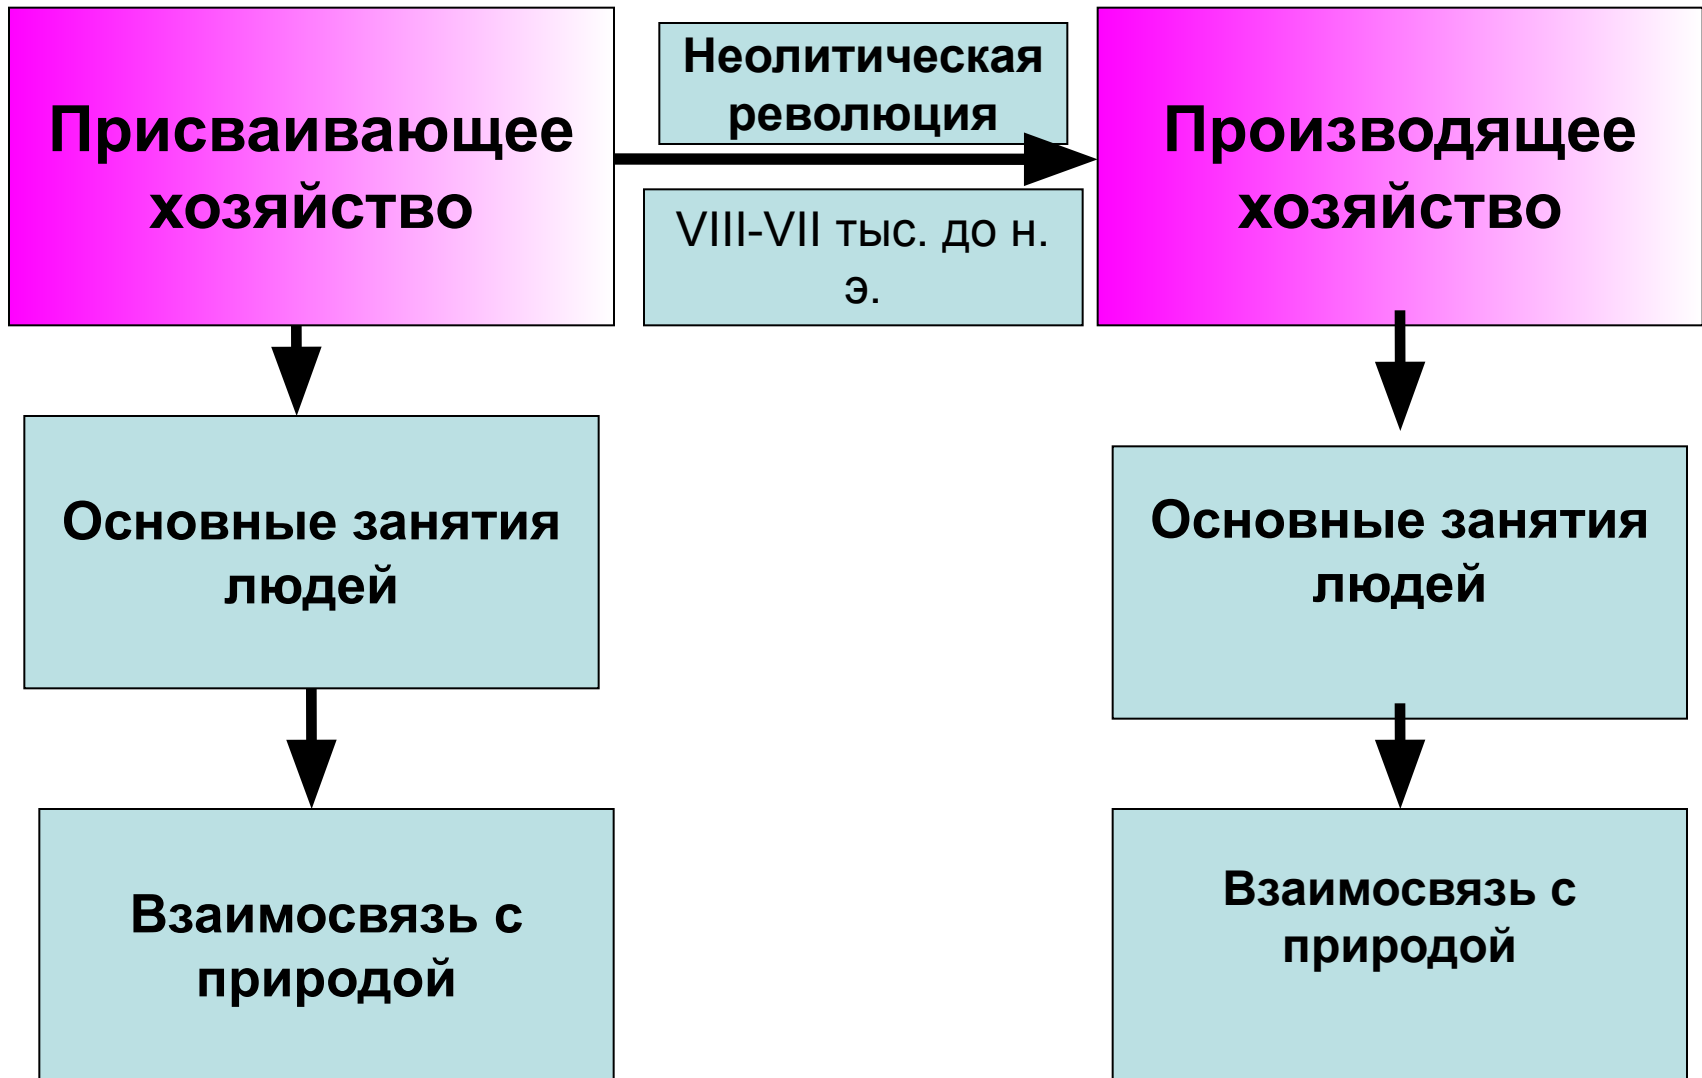 Присваивающее
хозяйство
Неолитическая
революция
VIII-VII тыс. до н.
э.
Производящее
хозяйство
Основные занятия
людей
Основные занятия
людей
Взаимосвязь с
природой
Взаимосвязь с
природой